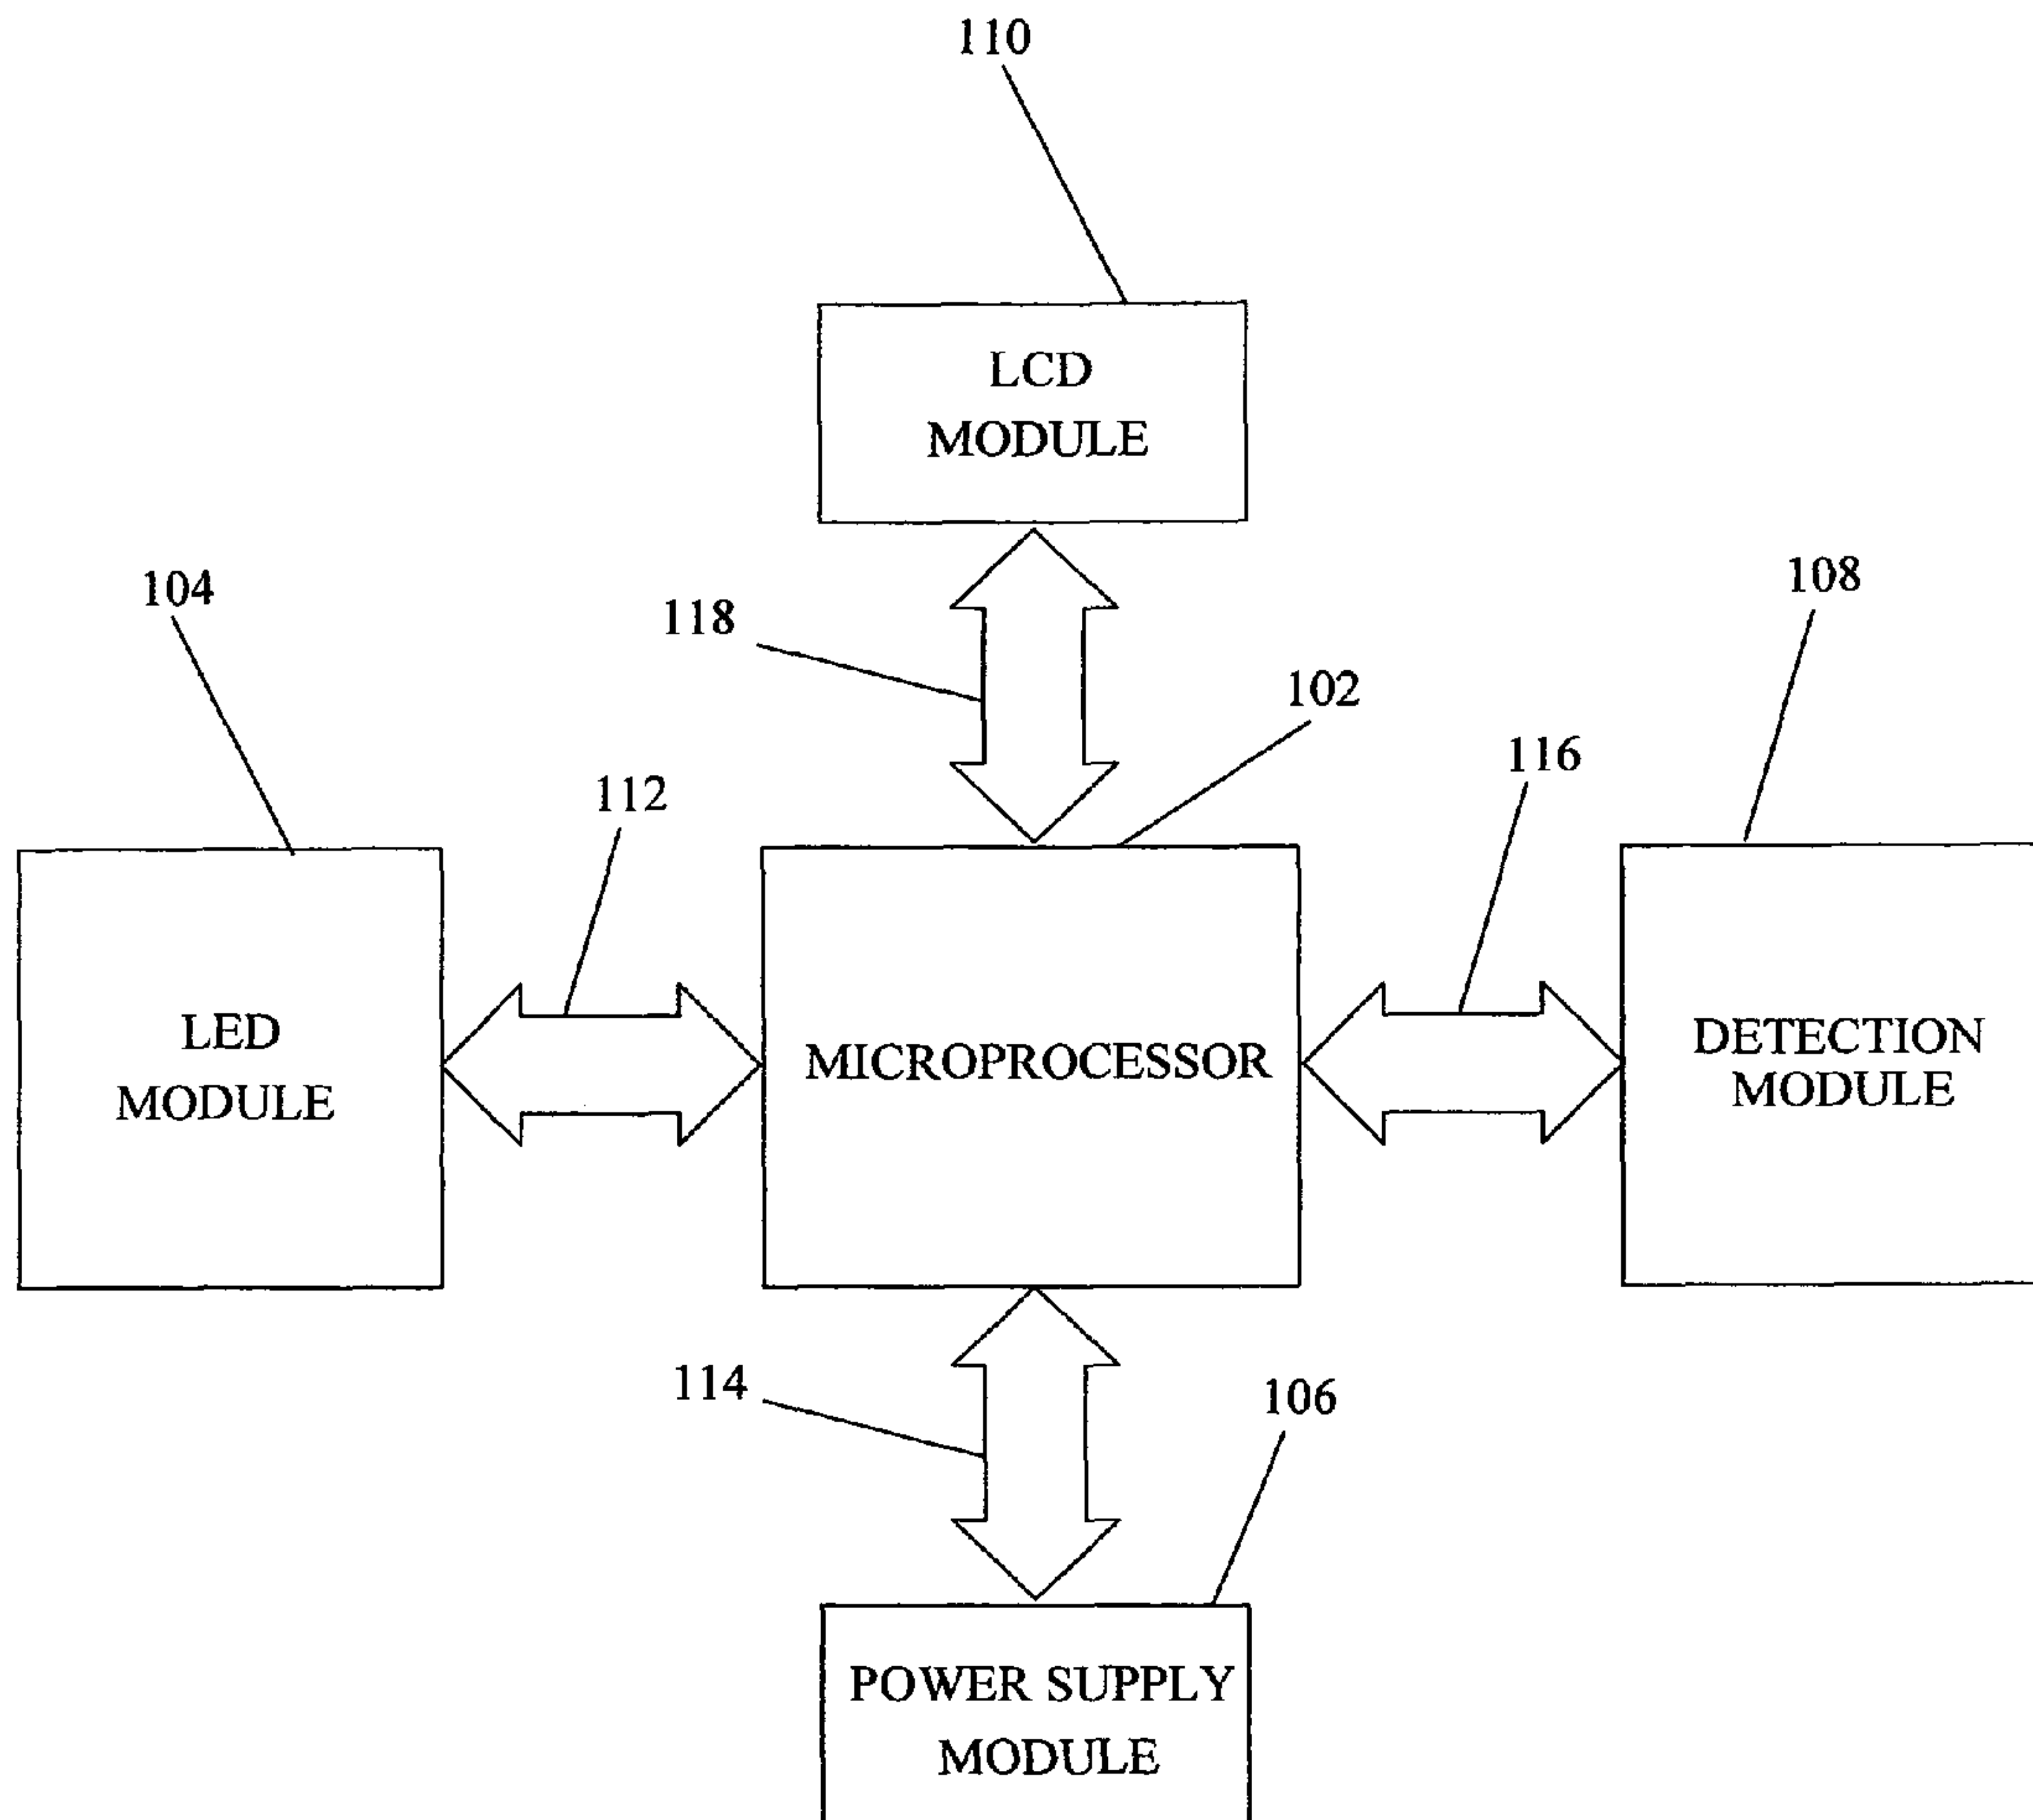 110
LCD
MODULE
104
108
118
102
116
112
LED
MODULE
MICROPROCESSOR
DETECTION
MODULE
114
106
POWER SUPPLY
MODULE